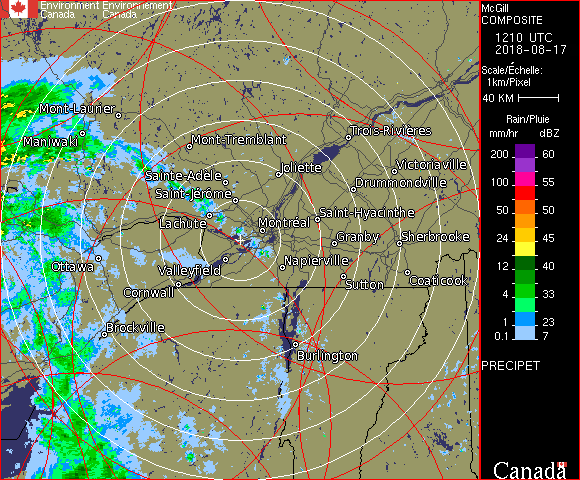 Environment Environnement
Canada Canada
McGill
COMPOSITE
1210 UTC
2018-08-17
Scale/Échelle:
1km/Pixel
40 KM
Rain/Pluie
mm/hr dBZ
200 60
55
100 55
50 50
24 45
12 40
4 33
1 28
0.1 23
7
PRECIPET
Canada
Mont-Laurier
Maniwaki
Mont-Tremblant
Trois-Rivières
Joliette
Victoriaville
Sainte-Adèle
Drummondville
Saint-Jérôme
Lachute
Saint-Hyacinthe
Montréal
Granby
Sherbrooke
Ottawa
Valleyfield
Napierville
Cornwall
Sutton
Coaticook
Brockville
Burlington